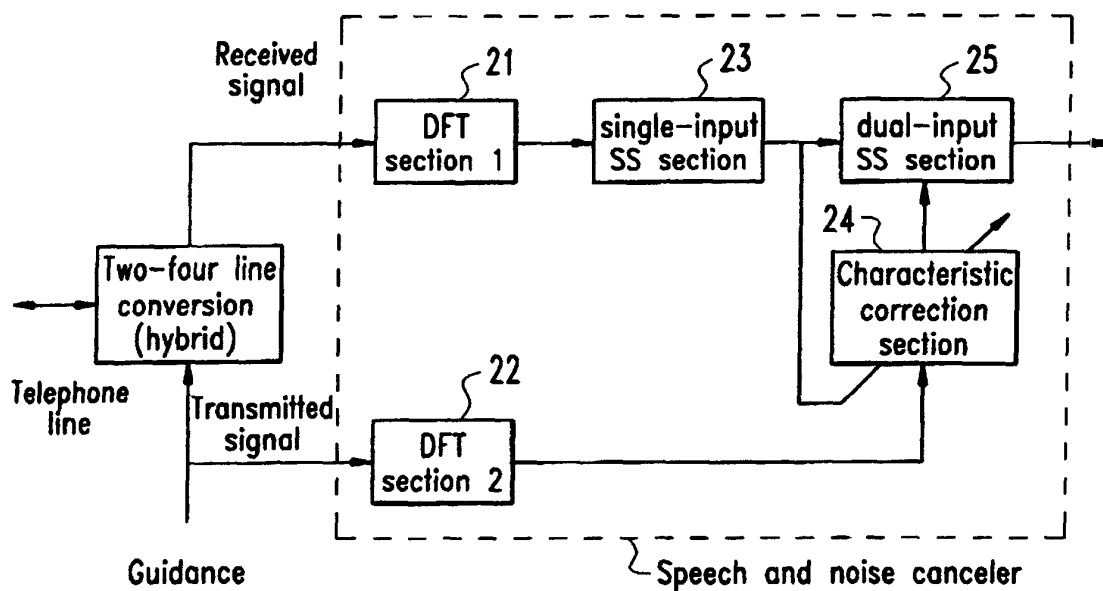 Received
signal
21
DFT
section 1
23
single-input
SS section
25
dual-input
SS section
24
Characteristic
correction
section
Two-four line
conversion
(hybrid)
Telephone
line
Transmitted
signal
22
DFT
section 2
Guidance
Speech and noise canceler